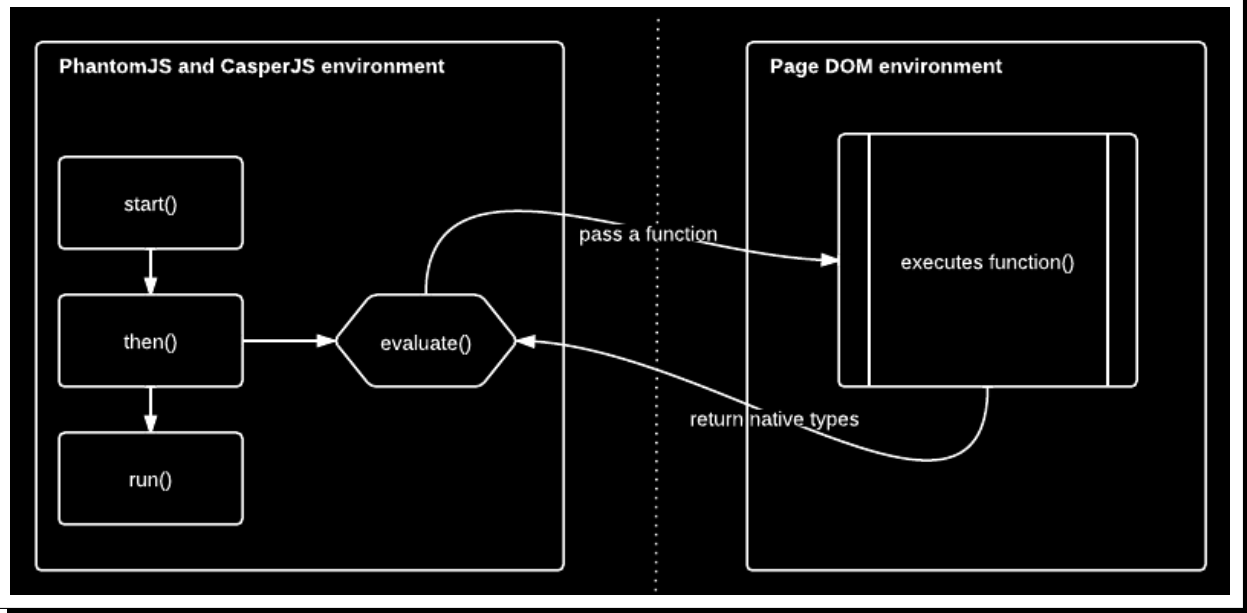 PhantomJS and CasperJS environment
Page DOM environment
start()
pass a function
executes function()
then()
evaluate()
return native types
run()